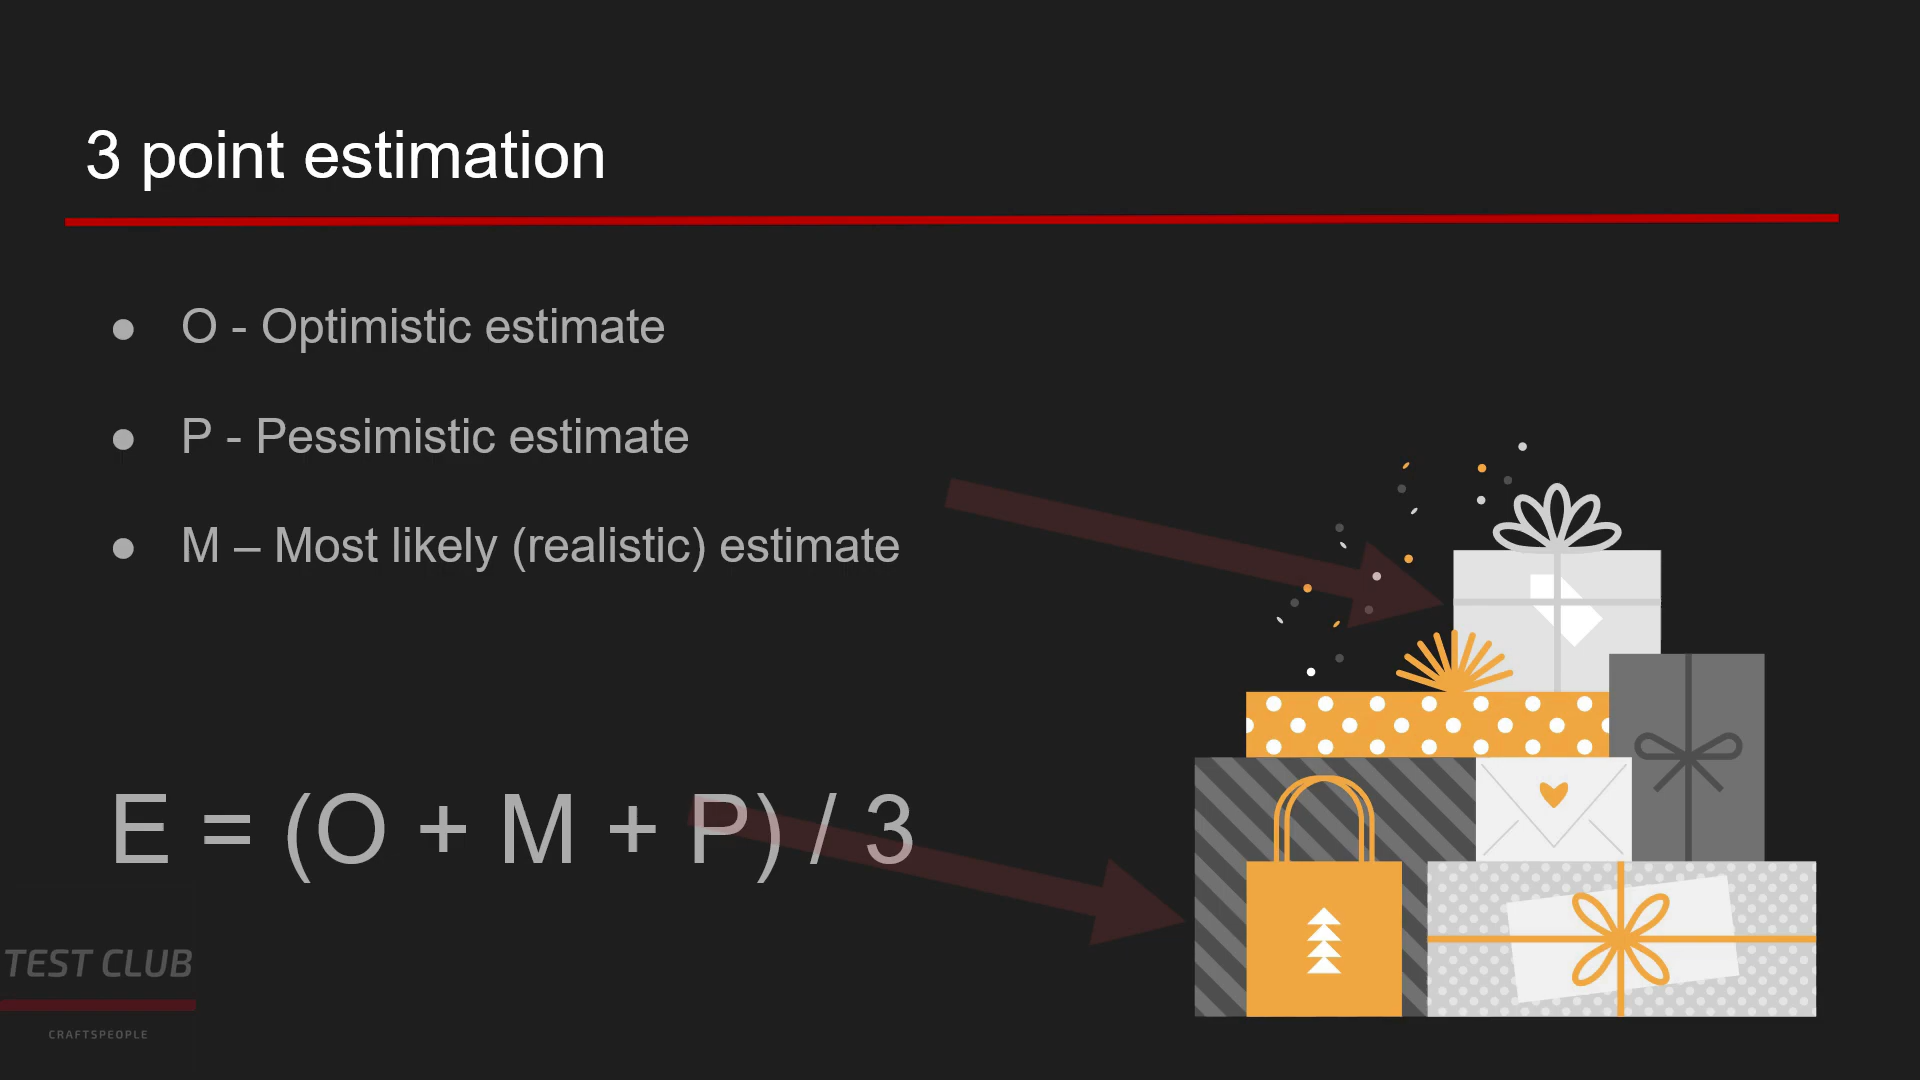 3 point estimation
● O - Optimistic estimate
● P - Pessimistic estimate
● M – Most likely (realistic) estimate
E = (O + M + P) / 3
TEST CLUB
CRAFTSPEOPLE